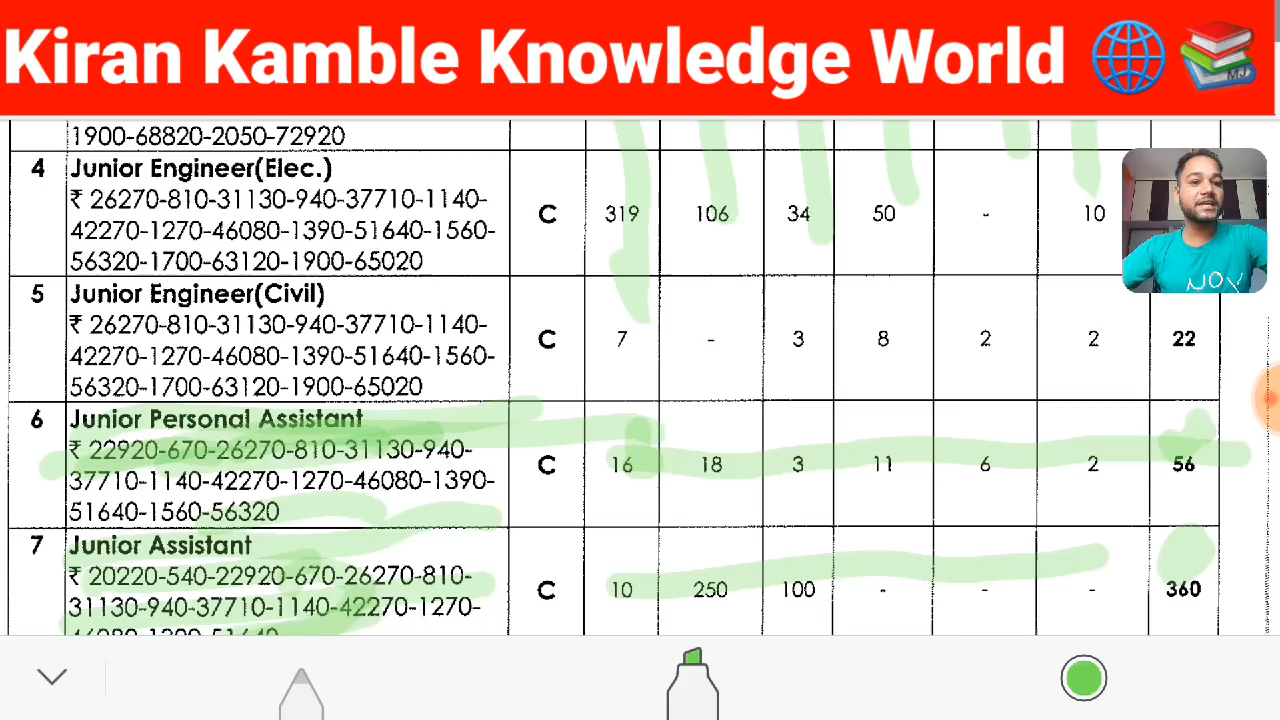 Kiran Kamble Knowledge World
MJ
1900-68820-2050-72920
4 Junior Engineer(Elec.)
₹ 26270-810-31130-940-37710-1140-
42270-1270-46080-1390-51640-1560-
56320-1700-63120-1900-65020
C 319 106 34 50 - 10
NOV
5 Junior Engineer(Civil)
₹ 26270-810-31130-940-37710-1140-
42270-1270-46080-1390-51640-1560-
56320-1700-63120-1900-65020
C 7 - 3 8 2 2 22
6 Junior Personal Assistant
₹ 22920-670-26270-810-31130-940-
37710-1140-42270-1270-46080-1390-
51640-1560-56320
C 16 18 3 11 6 2 56
7 Junior Assistant
₹ 20220-540-22920-670-26270-810-
31130-940-37710-1140-42270-1270-
46080-1390-51640
C 10 250 100 - - - 360